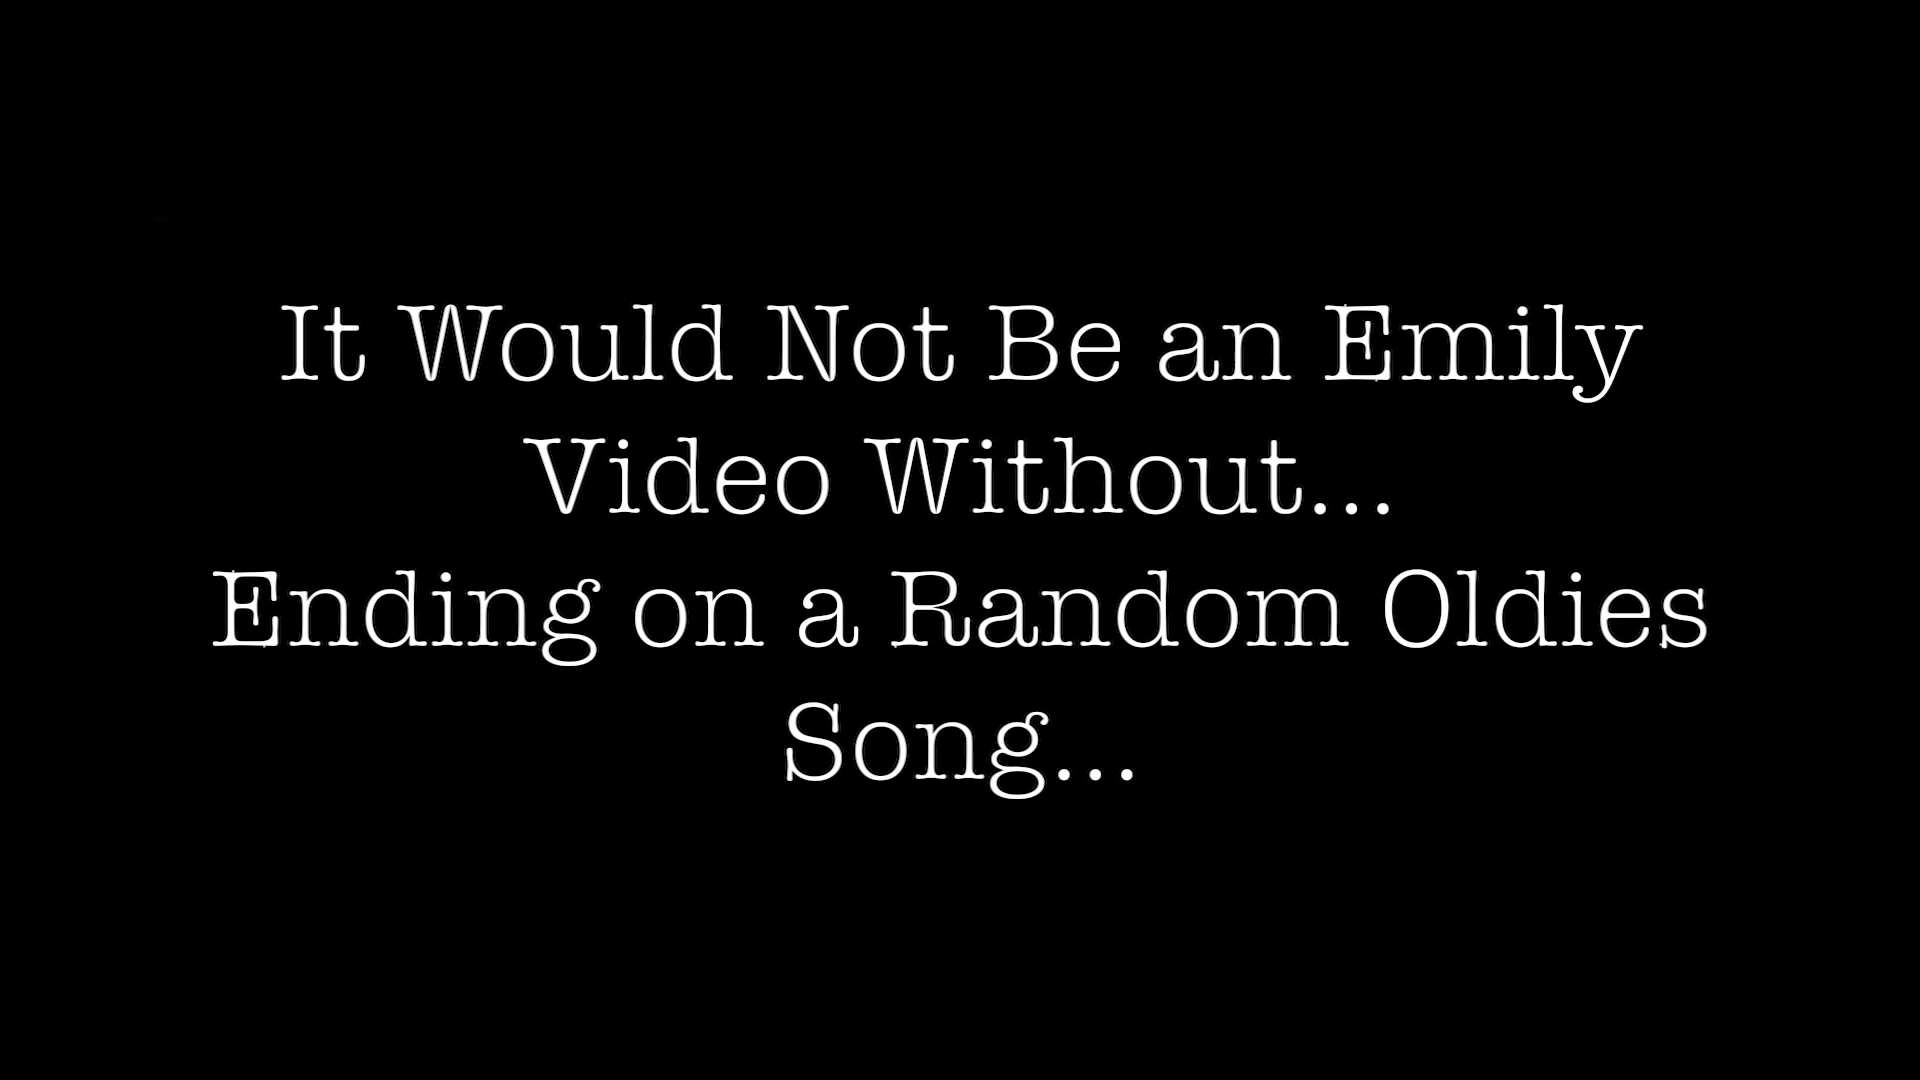 It Would Not Be an Emily
Video Without...
Ending on a Random Oldies
Song...